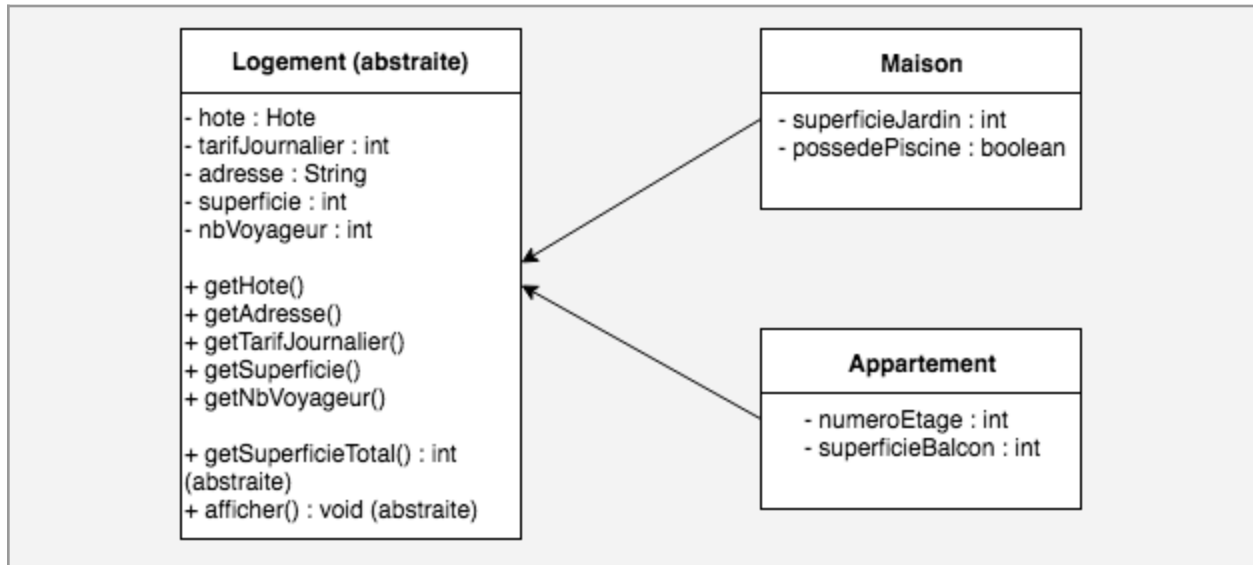 Logement (abstraite)
- hote : Hote
- tarifJournalier : int
- adresse : String
- superficie : int
- nbVoyageur : int
+ getHote()
+ getAdresse()
+ getTarifJournalier()
+ getSuperficie()
+ getNbVoyageur()
+ getSuperficieTotal() : int
(abstraite)
+ afficher() : void (abstraite)
Maison
- superficieJardin : int
- possedePiscine : boolean
Appartement
- numeroEtage : int
- superficieBalcon : int